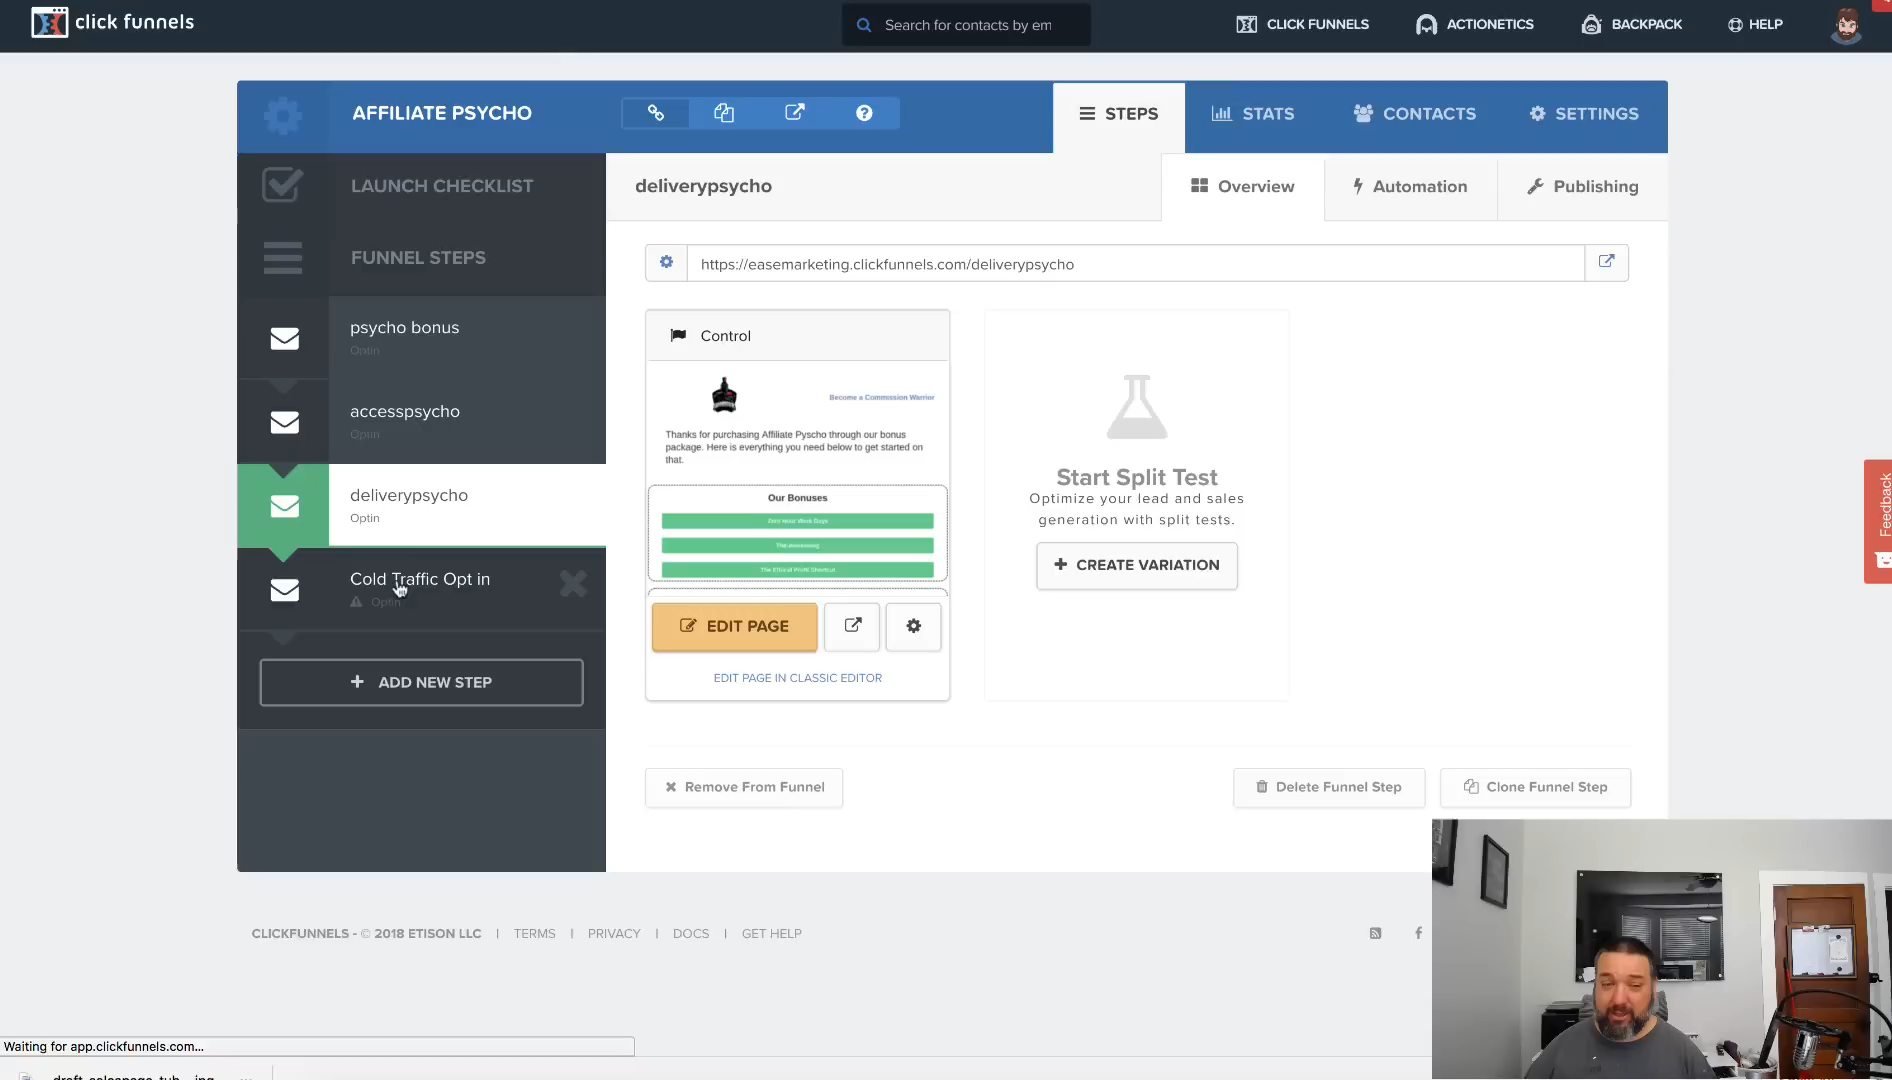 click funnels
Search for contacts by em
CLICK FUNNELS
ACTIONETICS
BACKPACK
HELP
AFFILIATE PSYCHO
STEPS
STATS
CONTACTS
SETTINGS
LAUNCH CHECKLIST
FUNNEL STEPS
psycho bonus
Optin
accesspsycho
Optin
deliverypsycho
Optin
Cold Traffic Opt in
Optin
+ ADD NEW STEP
deliverypsycho
Overview
Automation
Publishing
https://easemarketing.clickfunnels.com/deliverypsycho
Control
Become a Commission Warrior
Thanks for purchasing Affiliate Pyscho through our bonus
package. Here is everything you need below to get started on
that.
Our Bonuses
The Ethical Profit Shortcut
EDIT PAGE
EDIT PAGE IN CLASSIC EDITOR
Start Split Test
Optimize your lead and sales
generation with split tests.
+ CREATE VARIATION
Remove From Funnel
Delete Funnel Step
Clone Funnel Step
Feedback
CLICKFUNNELS - © 2018 ETISON LLC | TERMS | PRIVACY | DOCS | GET HELP
Waiting for app.clickfunnels.com...